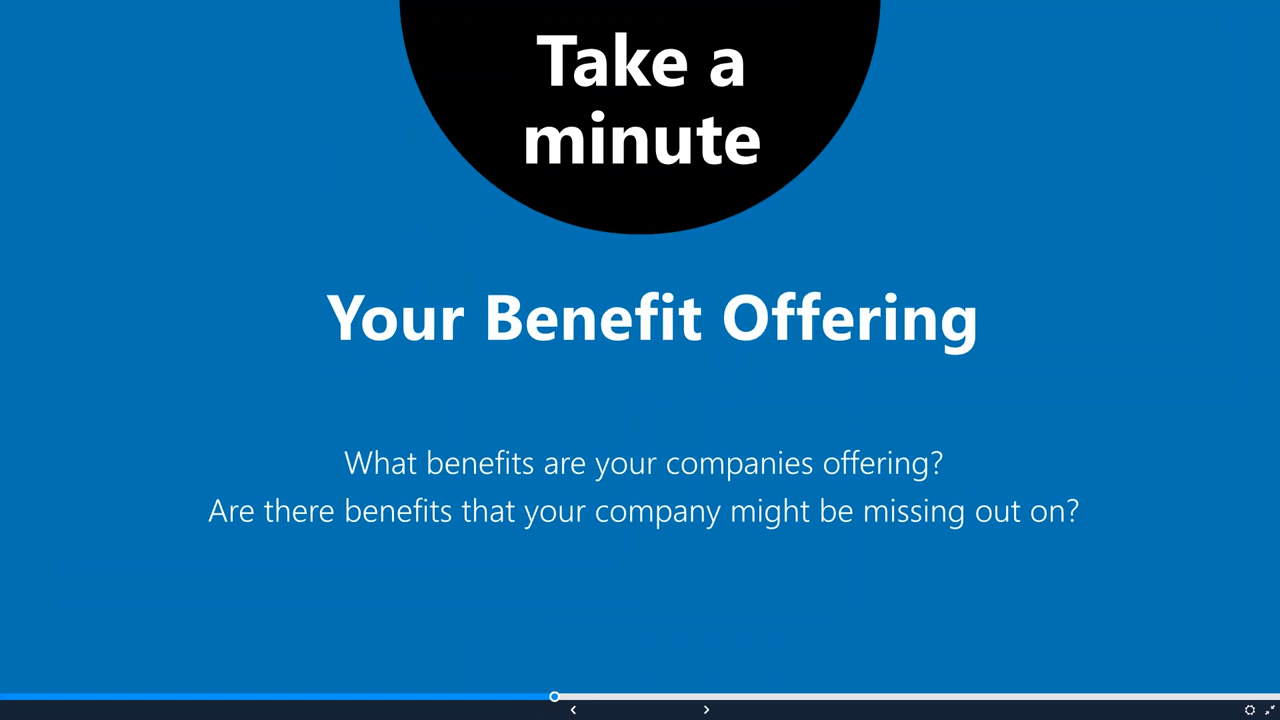 Take a
minute
Your Benefit Offering
What benefits are your companies offering?
Are there benefits that your company might be missing out on?